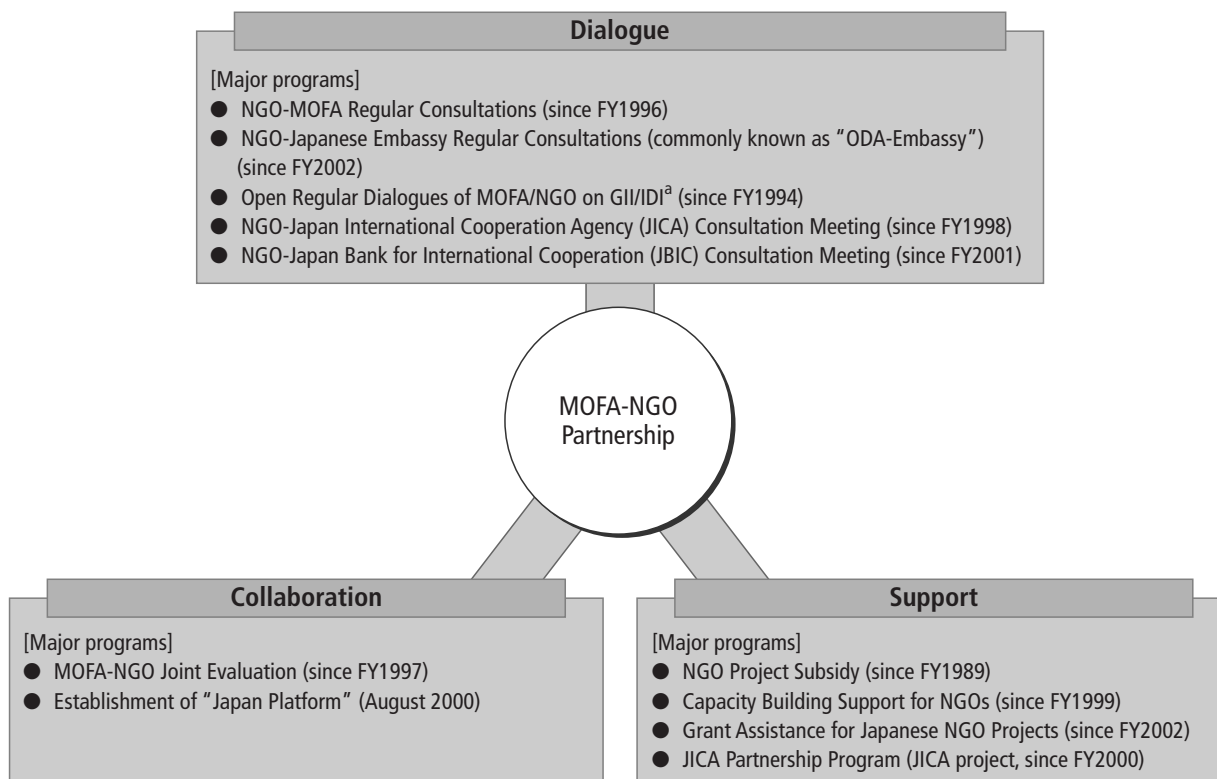 Dialogue
[Major programs]
● NGO-MOFA Regular Consultations (since FY1996)
● NGO-Japanese Embassy Regular Consultations (commonly known as “ODA-Embassy”)
(since FY2002)
● Open Regular Dialogues of MOFA/NGO on GII/IDIᵃ (since FY1994)
● NGO-Japan International Cooperation Agency (JICA) Consultation Meeting (since FY1998)
● NGO-Japan Bank for International Cooperation (JBIC) Consultation Meeting (since FY2001)
MOFA-NGO
Partnership
Collaboration
[Major programs]
● MOFA-NGO Joint Evaluation (since FY1997)
● Establishment of “Japan Platform” (August 2000)
Support
[Major programs]
● NGO Project Subsidy (since FY1989)
● Capacity Building Support for NGOs (since FY1999)
● Grant Assistance for Japanese NGO Projects (since FY2002)
● JICA Partnership Program (JICA project, since FY2000)